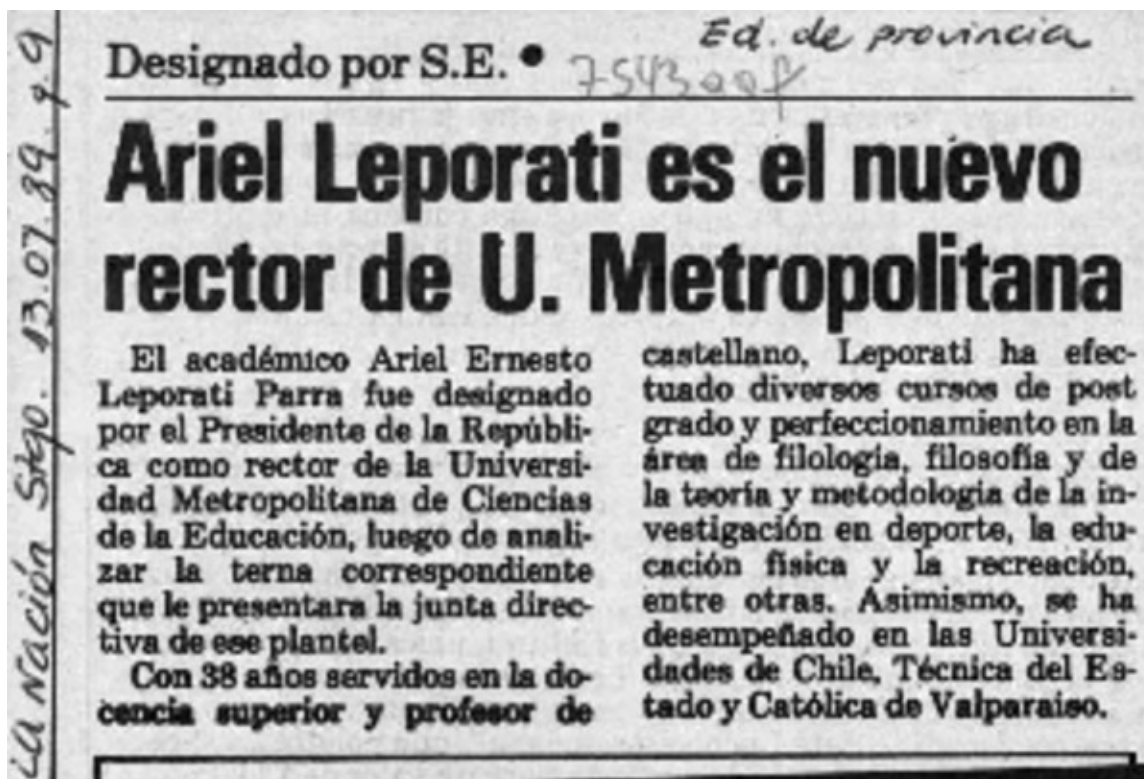 Ed. de provincia
Designado por S.E. •
Ariel Leporati es el nuevo
rector de U. Metropolitana
El académico Ariel Ernesto
Leporati Parra fue designado
por el Presidente de la Repúbli-
ca como rector de la Universi-
dad Metropolitana de Ciencias
de la Educación, luego de anali-
zar la terna correspondiente
que le presentara la junta direc-
tiva de ese plantel.
Con 38 años servidos en la do-
cencia superior y profesor de
castellano, Leporati ha efec-
tuado diversos cursos de post
grado y perfeccionamiento en la
área de filología, filosofía y de
la teoría y metodología de la in-
vestigación en deporte, la edu-
cación física y la recreación,
entre otras. Asimismo, se ha
desempeñado en las Universi-
dades de Chile, Técnica del Es-
tado y Católica de Valparaíso.
La Nación Stgo. 13.07.89. p.9